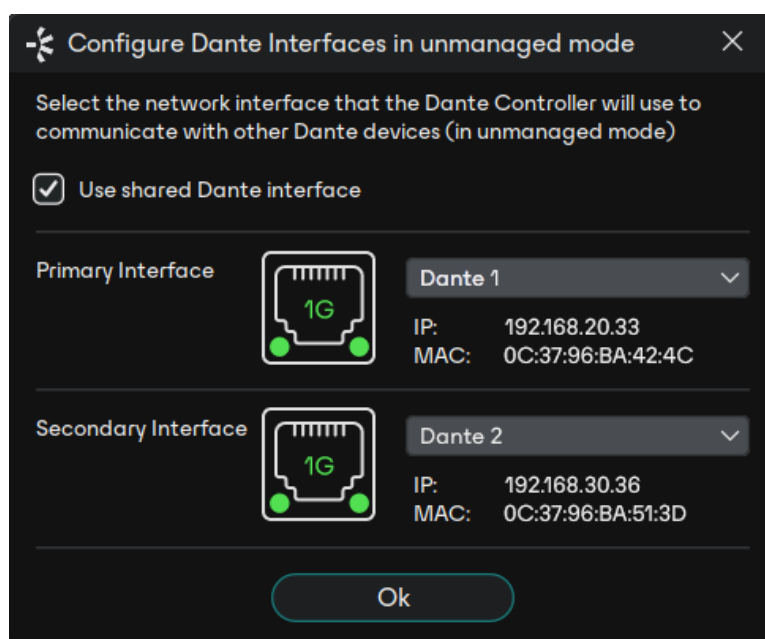 Configure Dante Interfaces in unmanaged mode
Select the network interface that the Dante Controller will use to
communicate with other Dante devices (in unmanaged mode)
Use shared Dante interface
Primary Interface
1G
Dante 1
IP: 192.168.20.33
MAC: 0C:37:96:BA:42:4C
Secondary Interface
1G
Dante 2
IP: 192.168.30.36
MAC: 0C:37:96:BA:51:3D
Ok